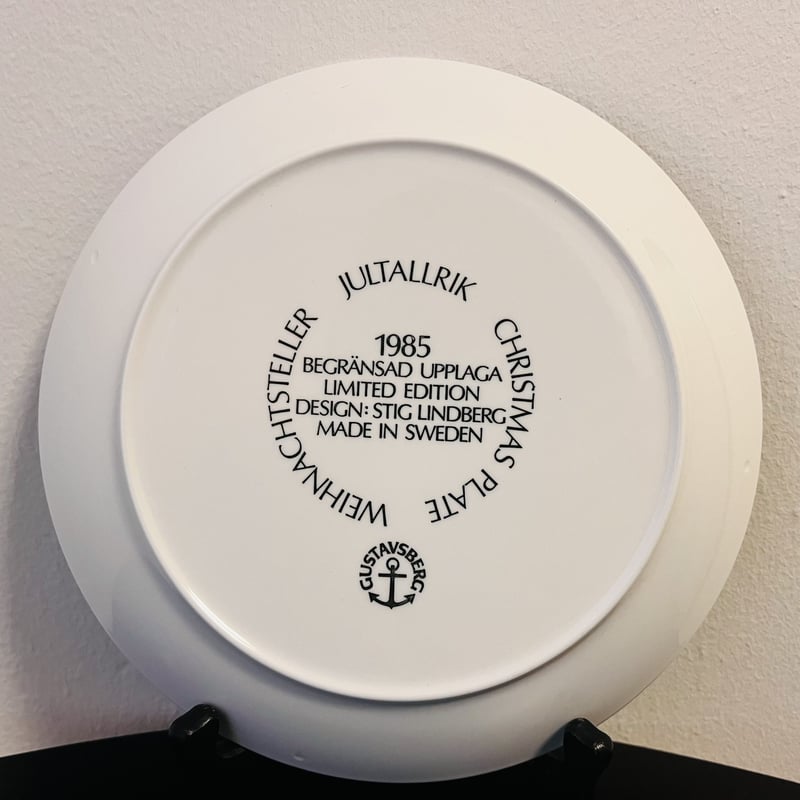 JULTALLRIK
CHRISTMAS PLATE
WEIHNACHTSTELLER
1985
BEGRÄNSAD UPPLAGA
LIMITED EDITION
DESIGN: STIG LINDBERG
MADE IN SWEDEN
GUSTAVSBERG